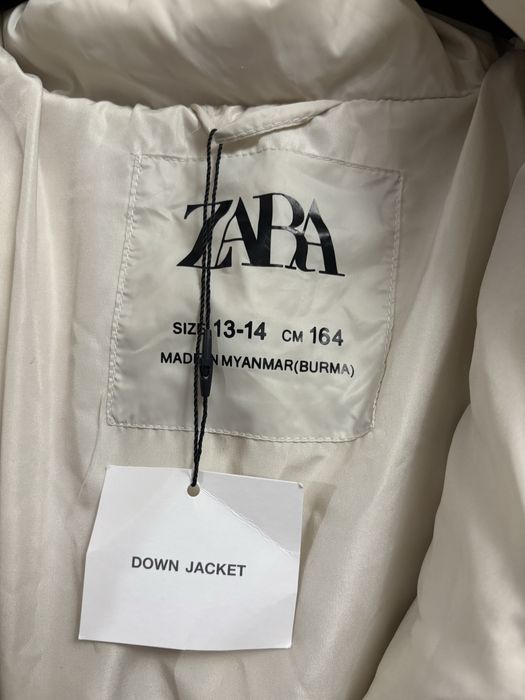 ZARA
SIZE 13-14 CM 164
MADE IN MYANMAR(BURMA)
DOWN JACKET